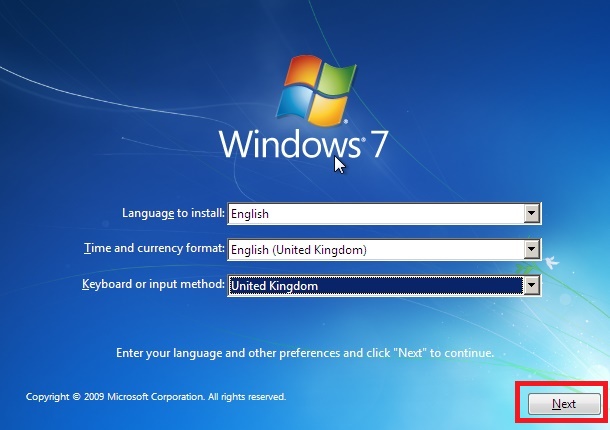 Windows® 7
Language to install: English
Time and currency format: English (United Kingdom)
Keyboard or input method: United Kingdom
Enter your language and other preferences and click "Next" to continue.
Copyright © 2009 Microsoft Corporation. All rights reserved.
Next